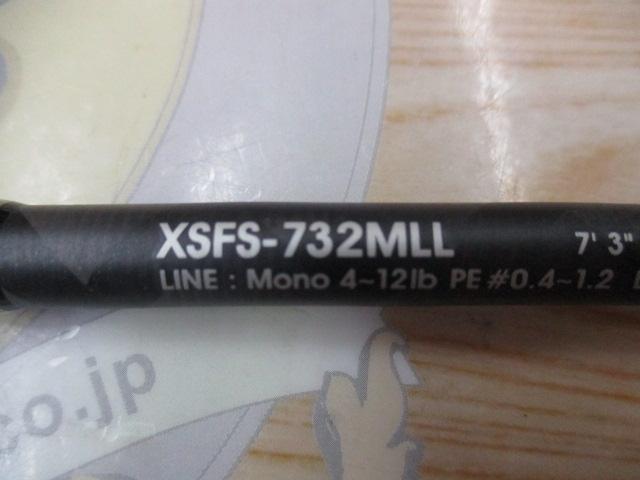 XSFS-732MLL 7' 3"
LINE : Mono 4~12lb PE #0.4~1.2
co.jp